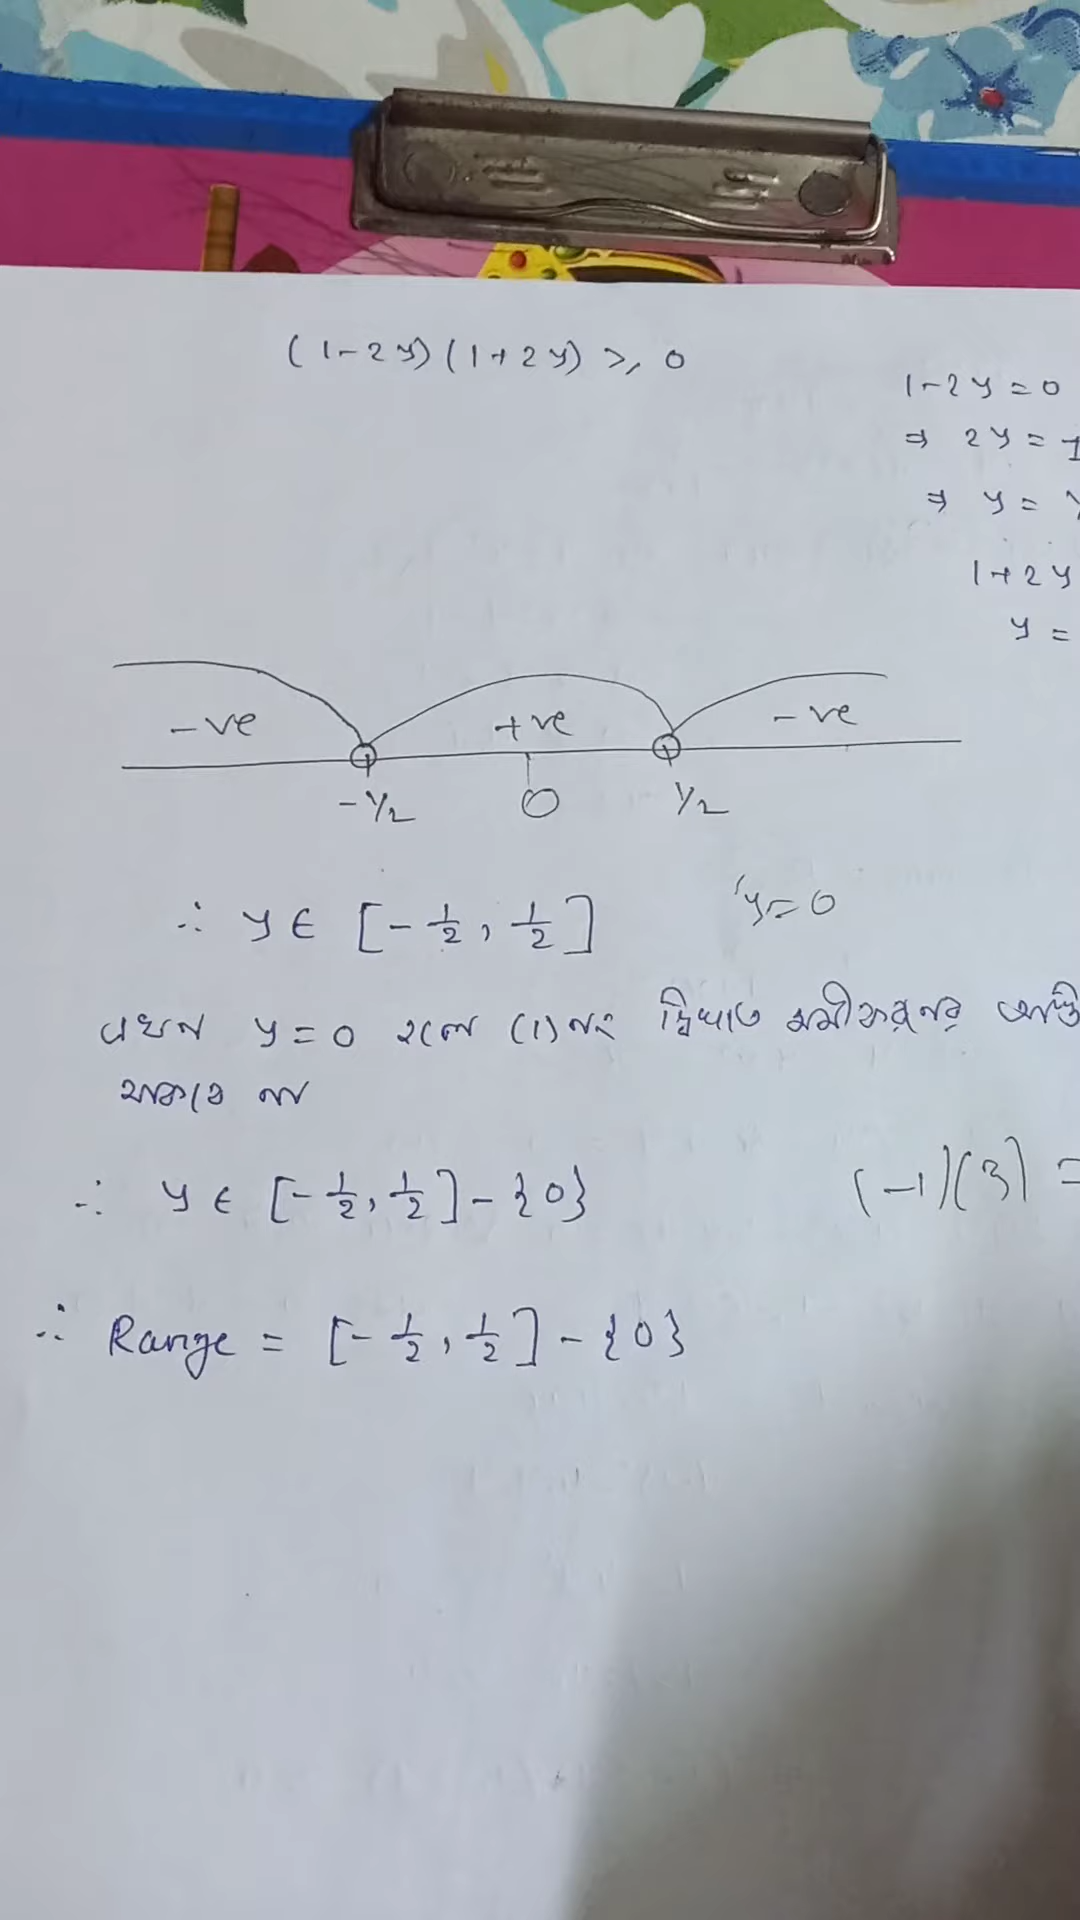 (1-2y)(1+2y) ≥ 0
1-2y=0
⇒ 2y = 1
⇒ y =
1+2y
y =
-ve +ve -ve
-1/2 0 1/2
∴ y ∈ [-1/2, 1/2]
y=0
এখন y=0 হলে (1)নং দ্বিঘাত সমীকরণের
থাকবে না
∴ y ∈ [-1/2, 1/2] - {0}
(-1)(3) =
∴ Range = [-1/2, 1/2] - {0}